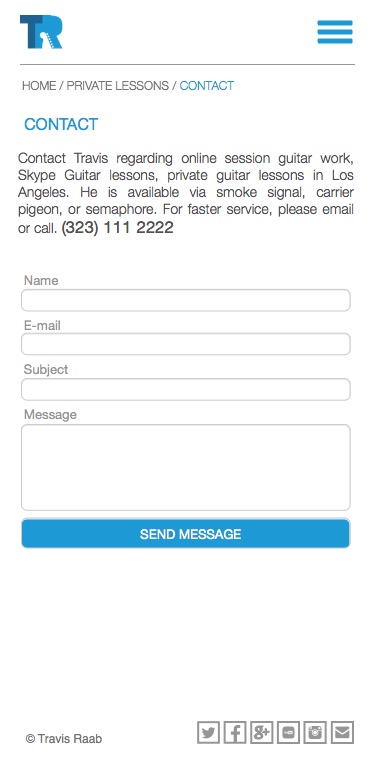 TR
HOME / PRIVATE LESSONS / CONTACT
CONTACT
Contact Travis regarding online session guitar work,
Skype Guitar lessons, private guitar lessons in Los
Angeles. He is available via smoke signal, carrier
pigeon, or semaphore. For faster service, please email
or call. (323) 111 2222
Name
E-mail
Subject
Message
SEND MESSAGE
© Travis Raab